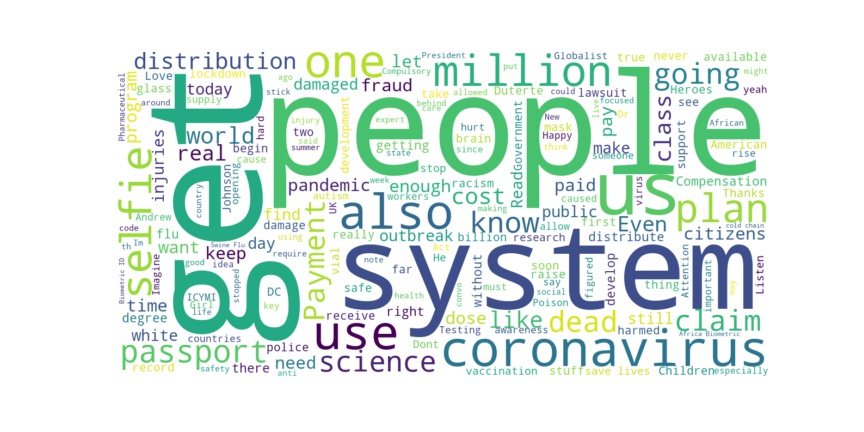 people
system
get
coronavirus
us
million
use
also
one
selfie
plan
know
passport
science
dead
claim
going
like
world
Payment
cost
real
distribution
class
pay
let
fraud
damaged
program
injuries
today
lockdown
Love
glass
supply
Pharmaceutical
around
ago
stick
hard
two
said
summer
injury
expert
behind
care
President
Compulsory
put
allowed
take
Duterte
Globalist
could
lawsuit
live
focused
New
mask
Happy
think
true
never
available
might
Heroes
yeah
see
support
African
American
rise
Dr
make
someone
Government
Read
hurt
brain
since
getting
state
stop
development
pandemic
enough
racism
week
workers
autism
UK
making
begin
cause
Johnson
opening
country
keep
day
damage
find
want
flu
Andrew
time
degree
white
code
th
Im
Biometric ID
Imagine
record
Swine Flu
good
idea
ICYMI
Girl
life
stopped
countries
safety
anti
police
there
need
DC
key
using
require
really
outbreak
billion
research
distribute
public
paid
caused
first
allow
Even
virus
Compensation
Thanks
citizens
cold chain
Act
He
note
far
safe
vial
receive
right
health
convo
must
without
soon
raise
say
social
Poison
figured
develop
thing
Attention
important
may
Listen
dose
Testing
awareness
Dont
still
harmed
Africa Biometric
vaccination
stuff
save lives
Children
especially